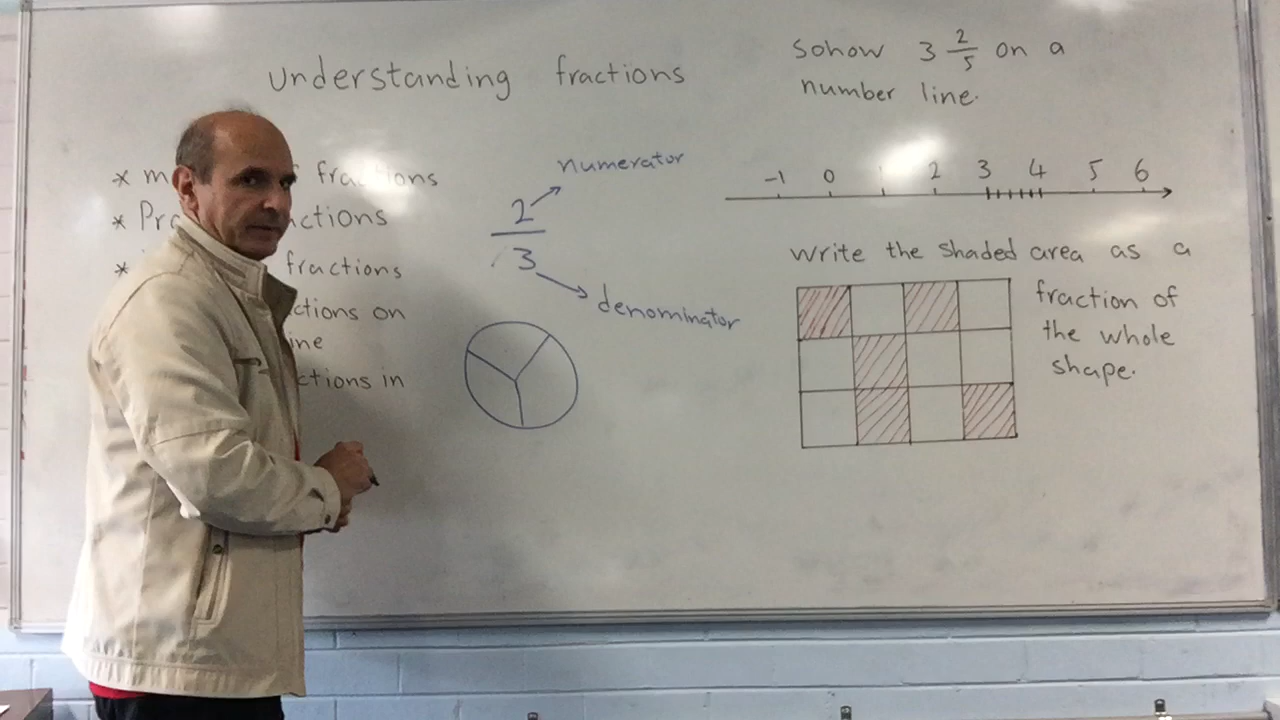 understanding fractions
* m fractions
* Pro ctions
* fractions
ctions on
ine
ctions in
numerator
2
3
denominator
Sohow 3 2/5 on a
number line.
-1 0 1 2 3 4 5 6
Write the shaded area as a
fraction of
the whole
shape.